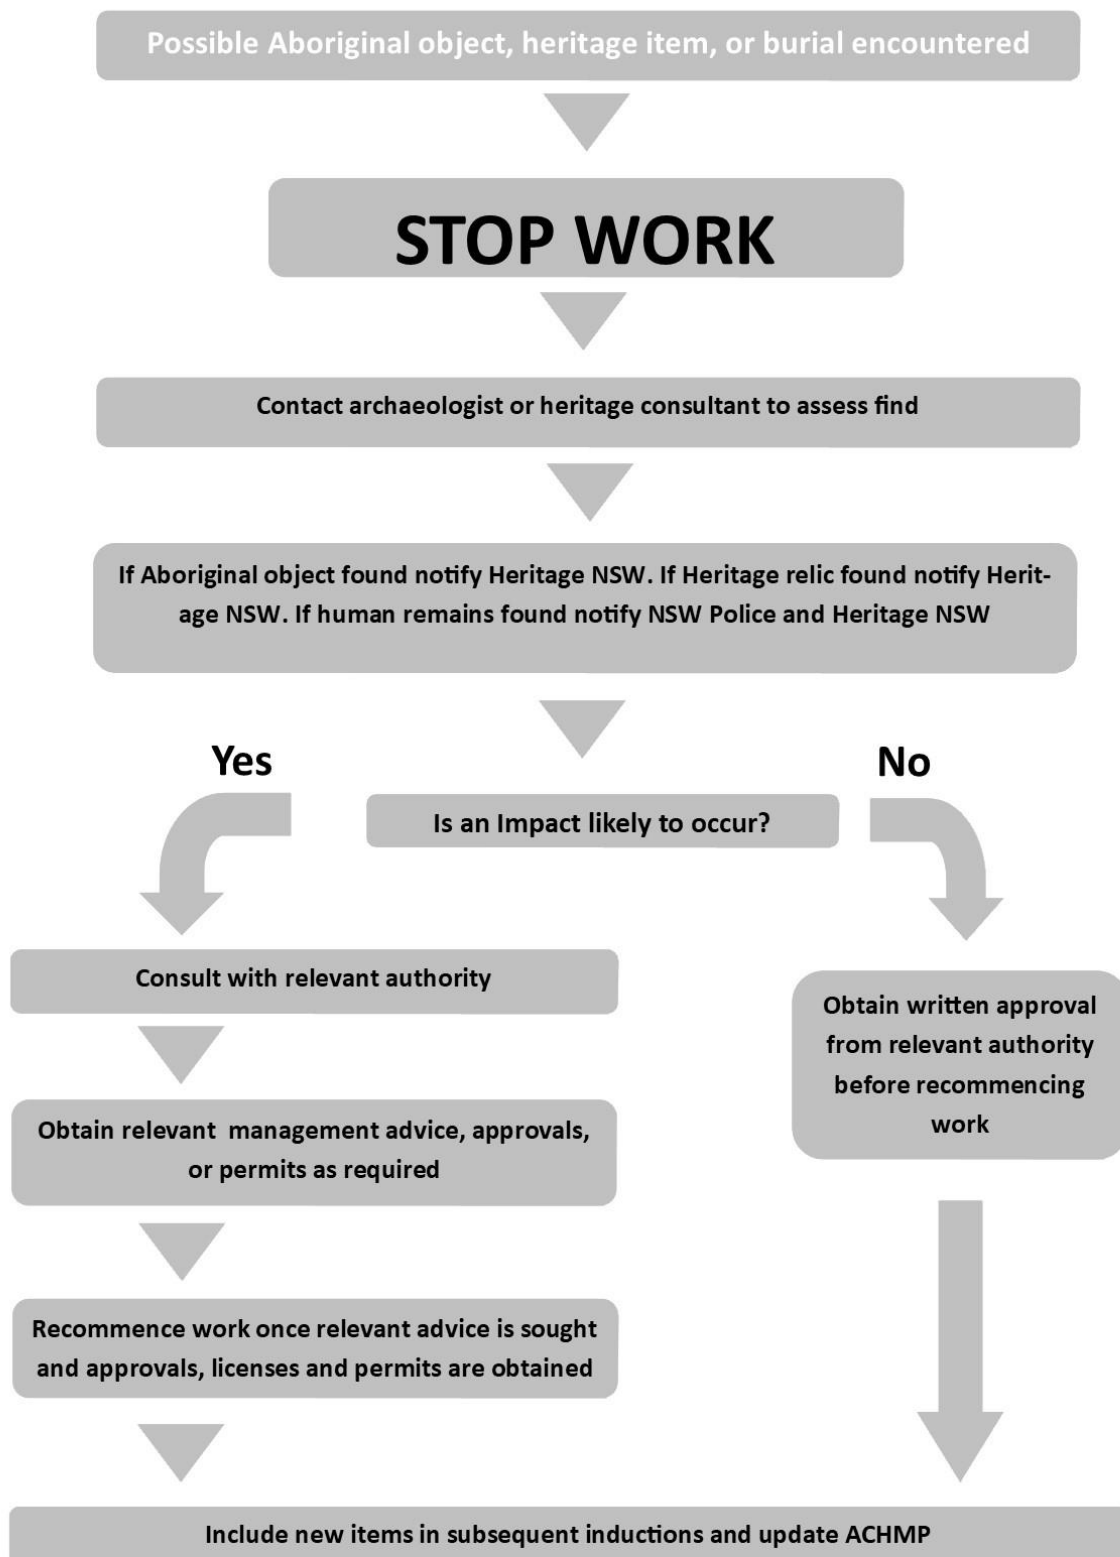 Possible Aboriginal object, heritage item, or burial encountered
STOP WORK
Contact archaeologist or heritage consultant to assess find
If Aboriginal object found notify Heritage NSW. If Heritage relic found notify Herit-
age NSW. If human remains found notify NSW Police and Heritage NSW
Yes
No
Is an Impact likely to occur?
Consult with relevant authority
Obtain relevant management advice, approvals,
or permits as required
Recommence work once relevant advice is sought
and approvals, licenses and permits are obtained
Obtain written approval
from relevant authority
before recommencing
work
Include new items in subsequent inductions and update ACHMP